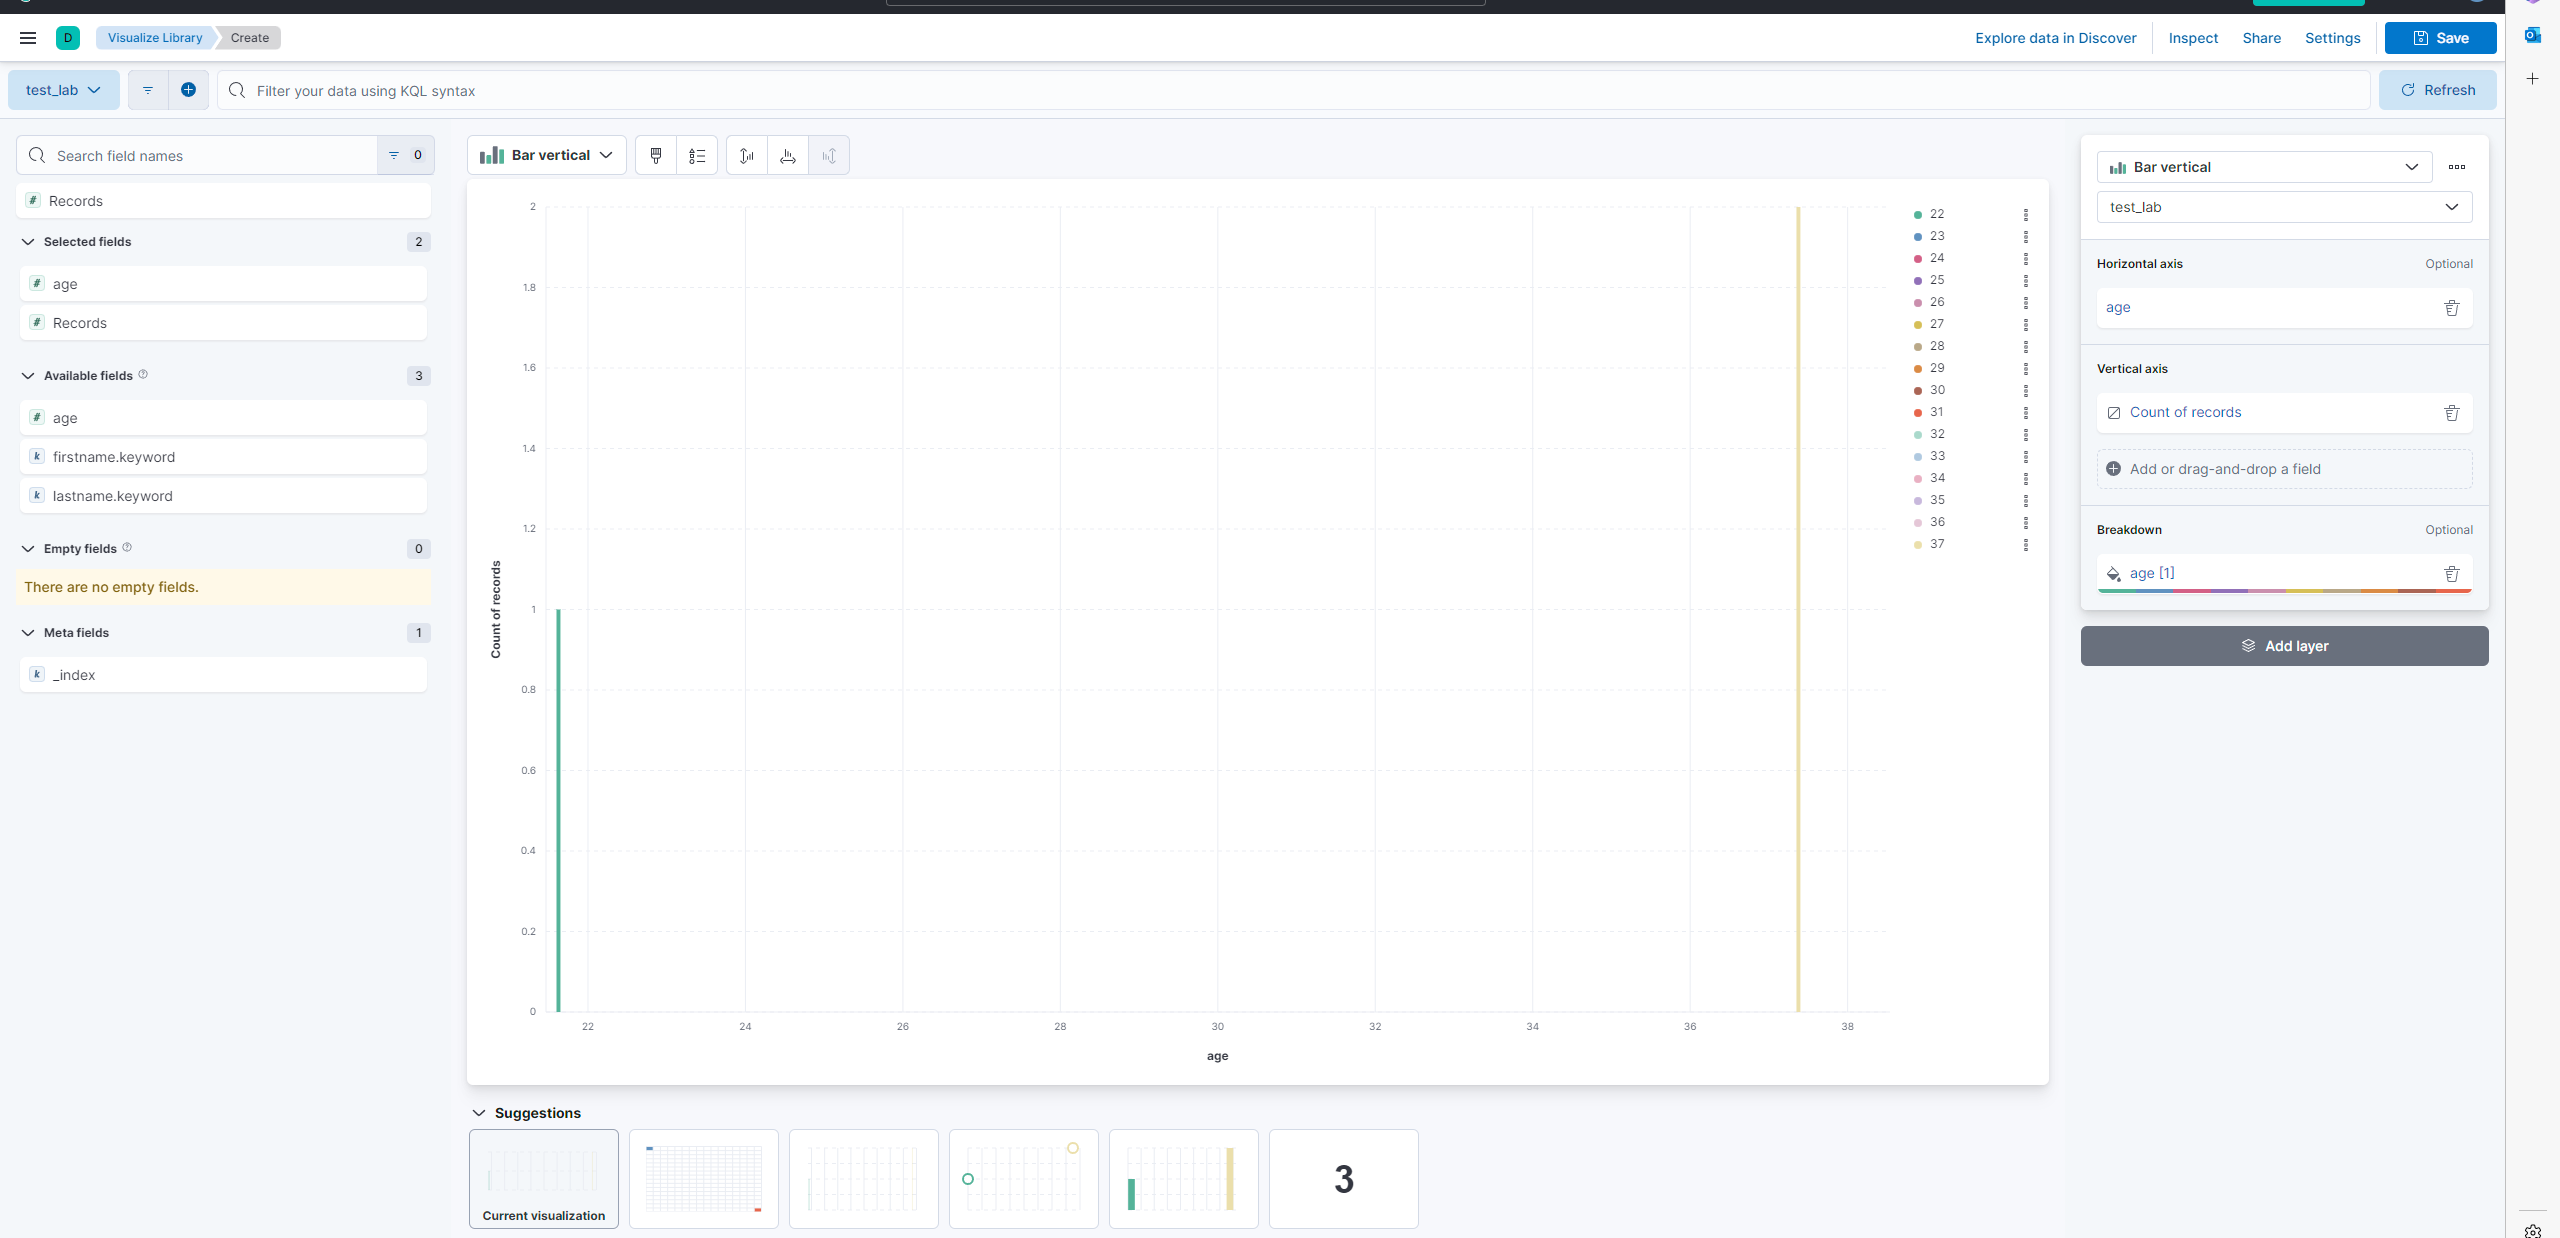 D Visualize Library Create Explore data in Discover Inspect Share Settings Save
test_lab Filter your data using KQL syntax Refresh
Search field names 0
Records
Selected fields 2
age
Records
Available fields 3
age
firstname.keyword
lastname.keyword
Empty fields 0
There are no empty fields.
Meta fields 1
_index
Bar vertical
2
1.8
1.6
1.4
1.2
1
0.8
0.6
0.4
0.2
0
Count of records
22 24 26 28 30 32 34 36 38
age
22
23
24
25
26
27
28
29
30
31
32
33
34
35
36
37
Suggestions
Current visualization
3
Bar vertical
test_lab
Horizontal axis Optional
age
Vertical axis
Count of records
Add or drag-and-drop a field
Breakdown Optional
age [1]
Add layer